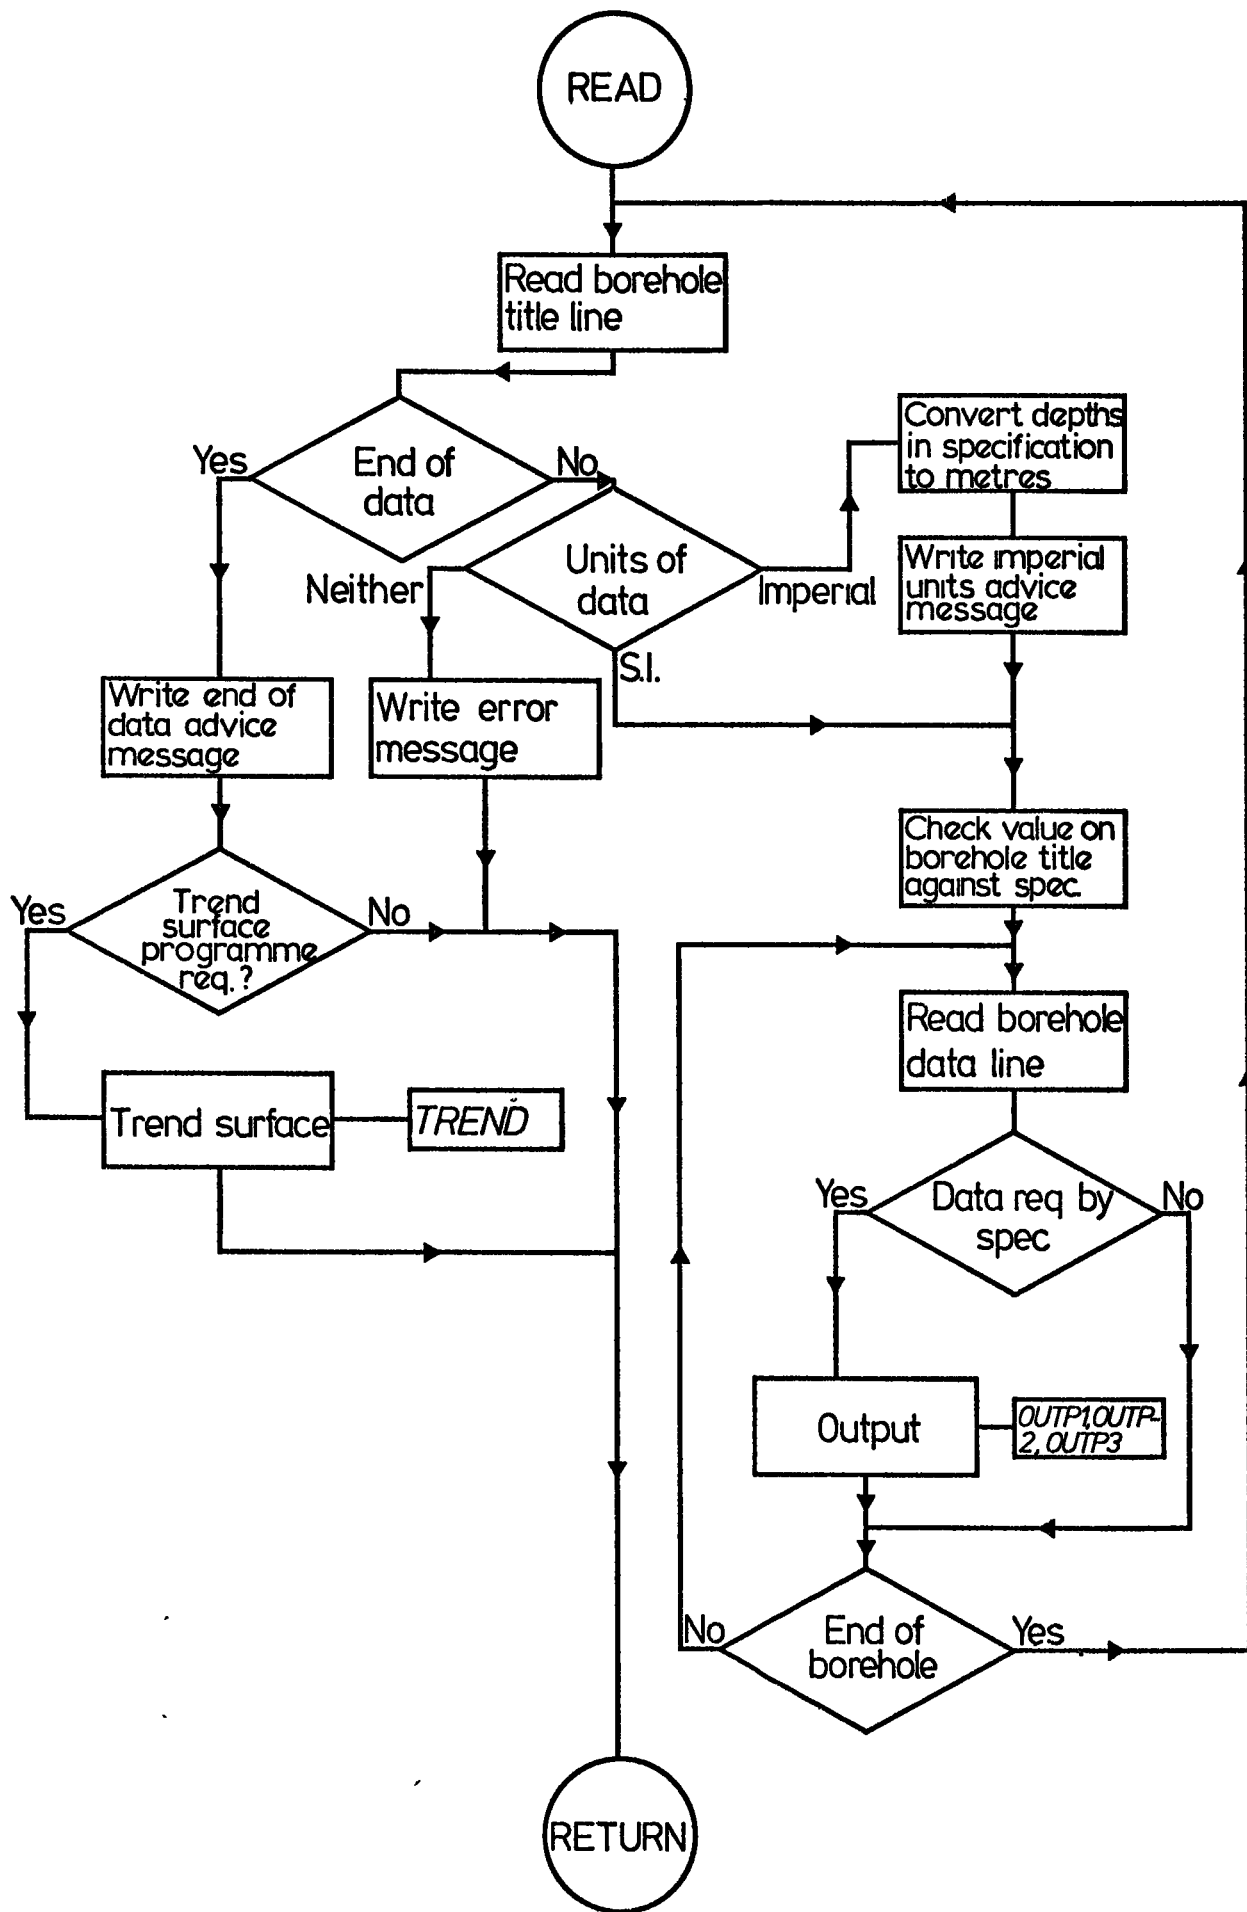 READ
Read borehole
title line
End of
data
Yes
No
Units of
data
Neither
Imperial
S.I.
Convert depths
in specification
to metres
Write imperial
units advice
message
Write end of
data advice
message
Write error
message
Check value on
borehole title
against spec.
Trend
surface
programme
req.?
Yes
No
Read borehole
data line
Trend surface
TREND
Data req by
spec
Yes
No
Output
OUTP1,OUTP-
2,OUTP3
End of
borehole
No
Yes
RETURN